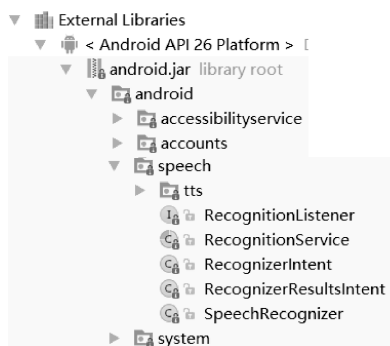 External Libraries
< Android API 26 Platform >
android.jar library root
android
accessibilityservice
accounts
speech
tts
RecognitionListener
RecognitionService
RecognizerIntent
RecognizerResultsIntent
SpeechRecognizer
system